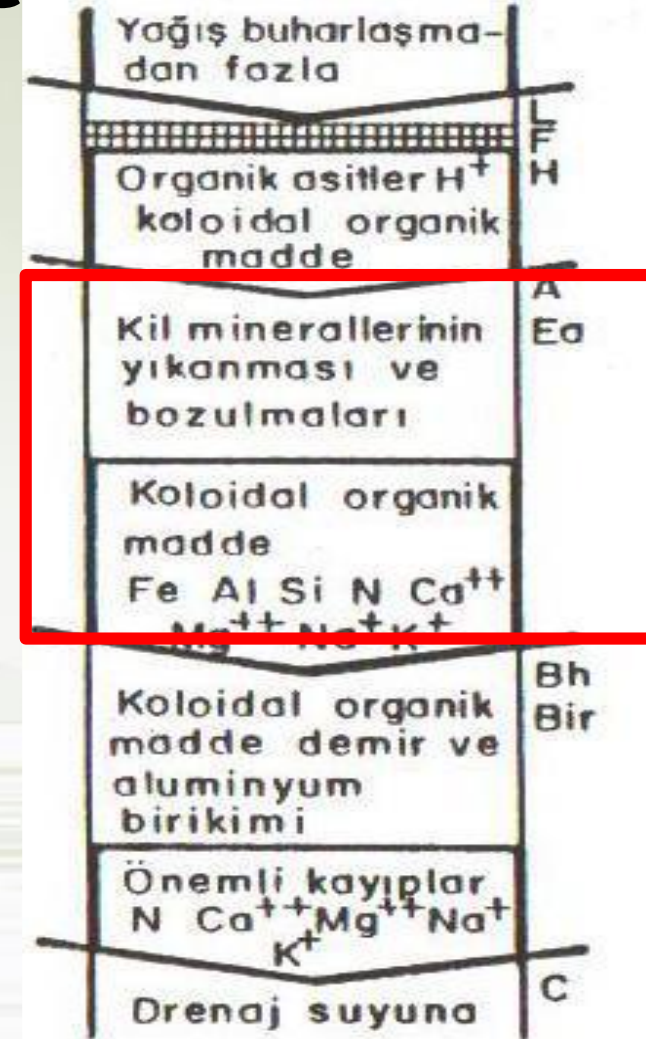 Yağış buharlaşma-
dan fazla
L
F
Organik asitler H⁺ H
koloidal organik
madde
A
Kil minerallerinin Ea
yıkanması ve
bozulmaları
Koloidal organik
madde
Fe Al Si N Ca⁺⁺
Mg⁺⁺ Na⁺ K⁺
Bh
Koloidal organik Bir
madde demir ve
aluminyum
birikimi
Önemli kayıplar
N Ca⁺⁺Mg⁺⁺Na⁺
K⁺
C
Drenaj suyuna